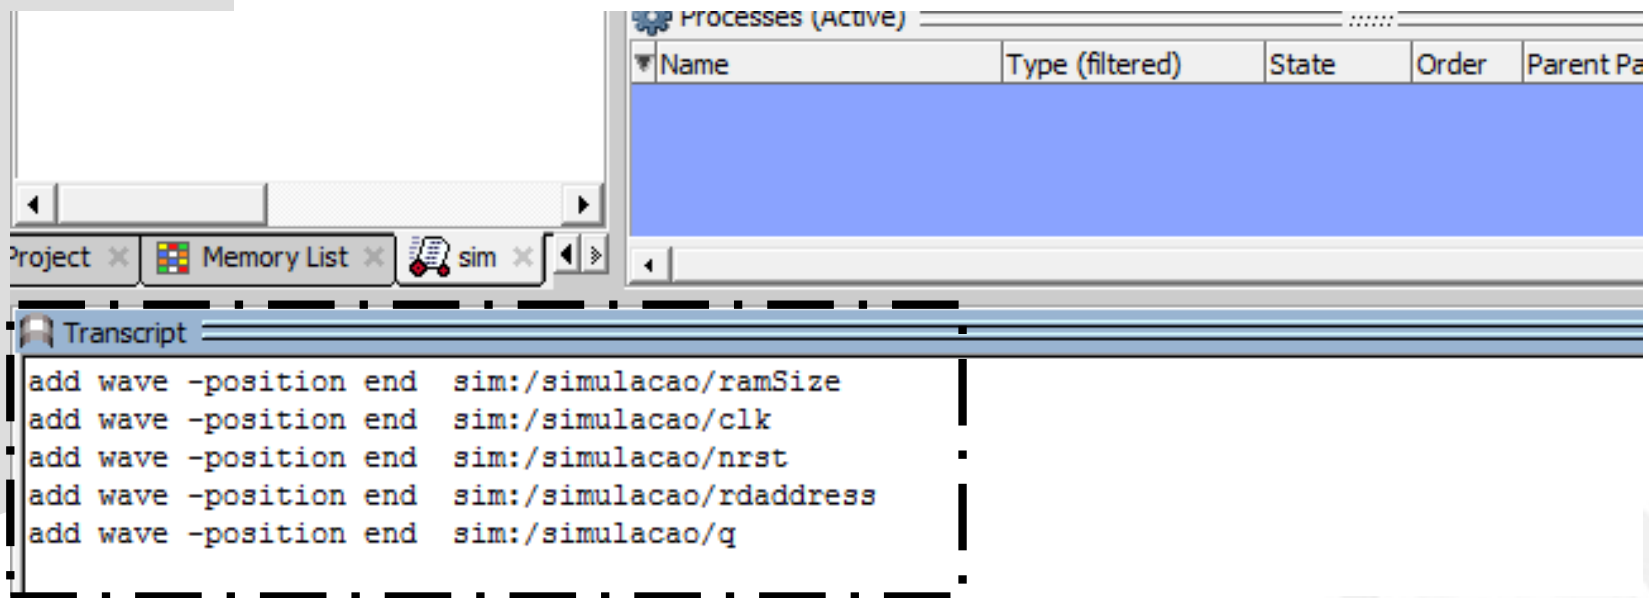 Processes (Active)
Name Type (filtered) State Order Parent Pa
Project Memory List sim
Transcript
add wave -position end  sim:/simulacao/ramSize
add wave -position end  sim:/simulacao/clk
add wave -position end  sim:/simulacao/nrst
add wave -position end  sim:/simulacao/rdaddress
add wave -position end  sim:/simulacao/q